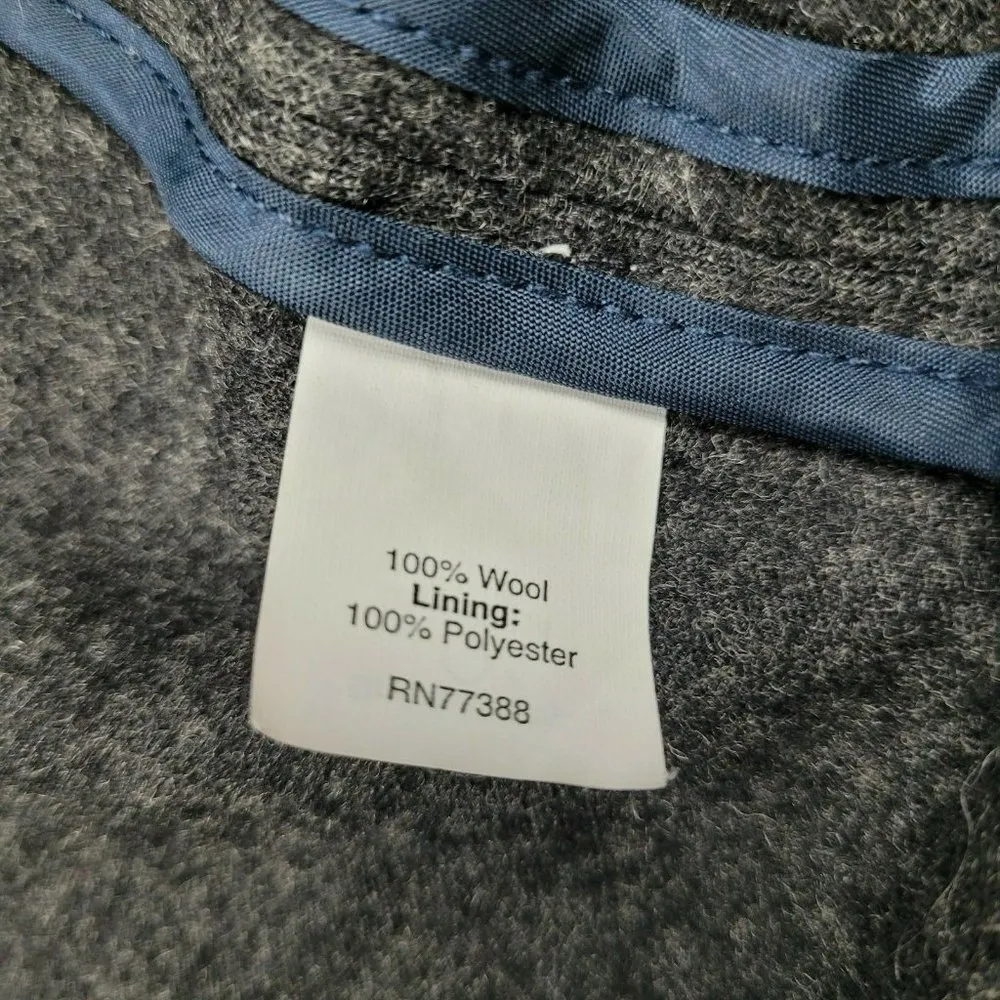 100% Wool
Lining:
100% Polyester
RN77388